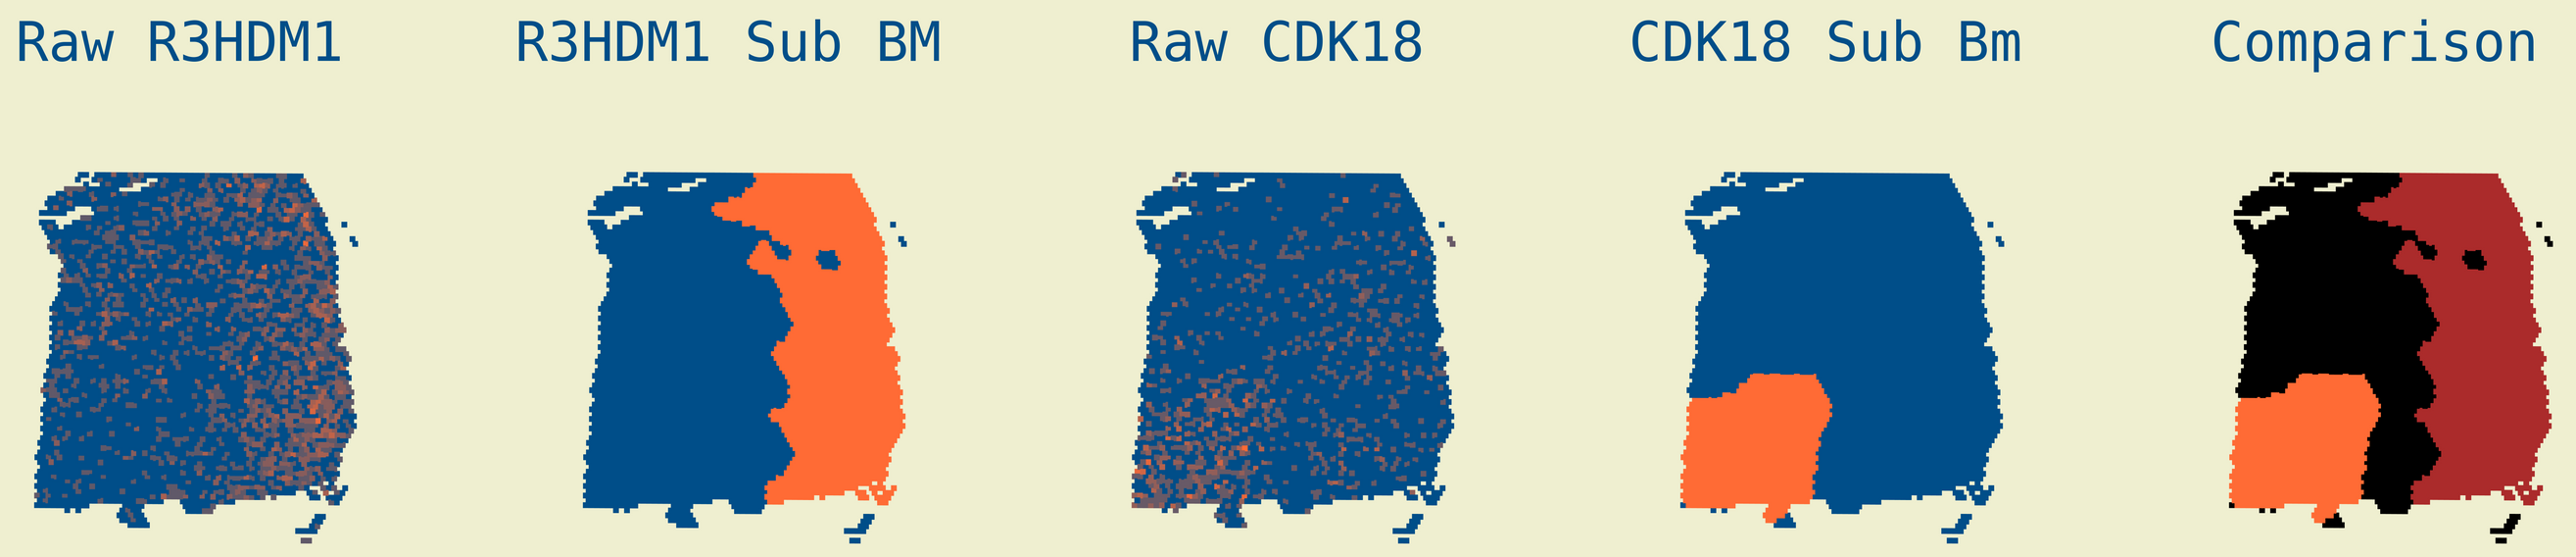 Raw R3HDM1
R3HDM1 Sub BM
Raw CDK18
CDK18 Sub Bm
Comparison